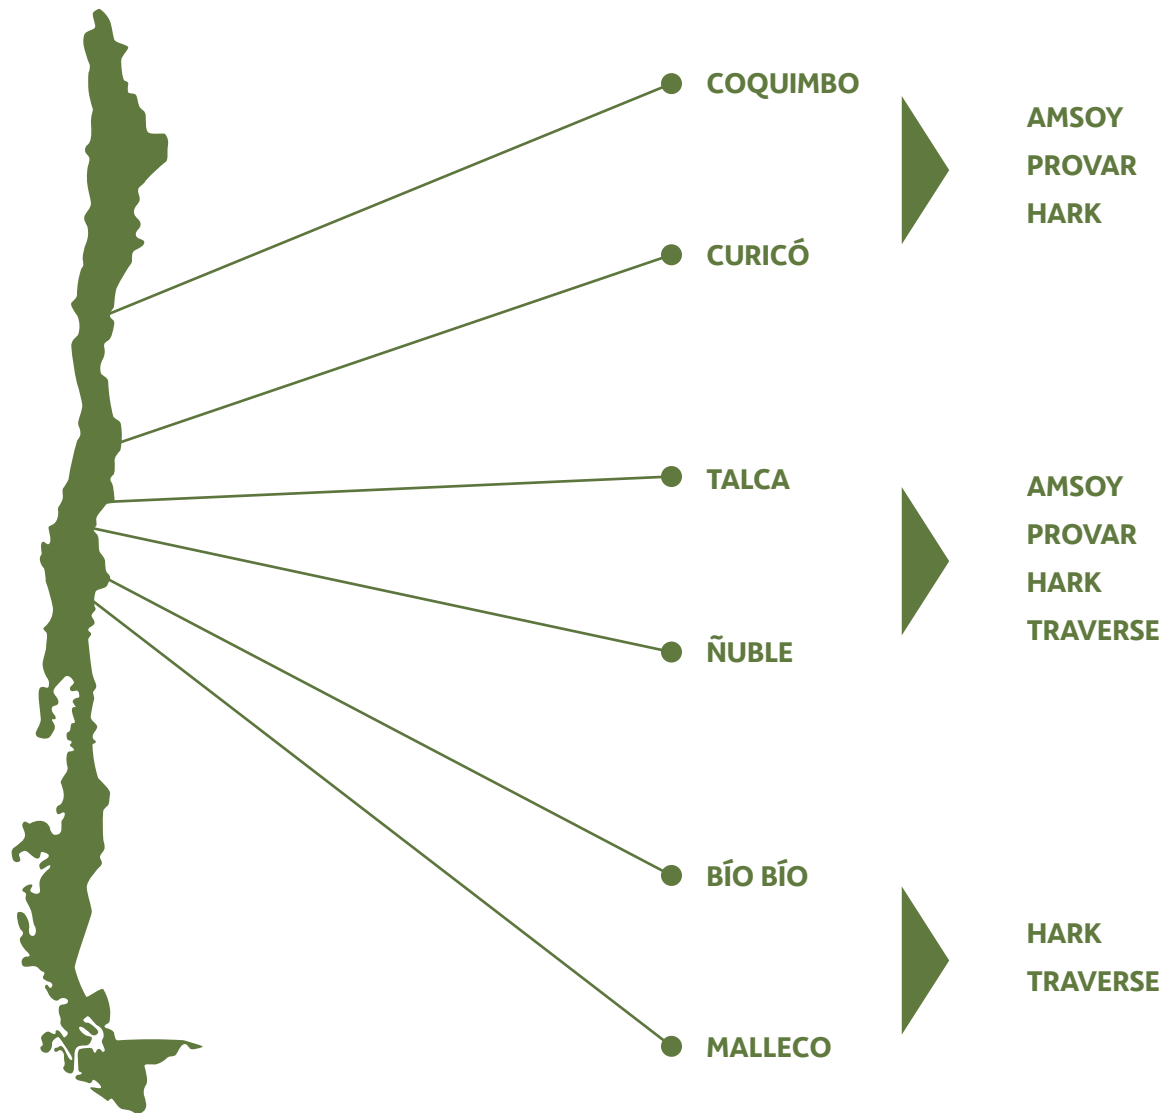 COQUIMBO
CURICÓ
AMSOY
PROVAR
HARK
TALCA
ÑUBLE
AMSOY
PROVAR
HARK
TRAVERSE
BÍO BÍO
MALLECO
HARK
TRAVERSE